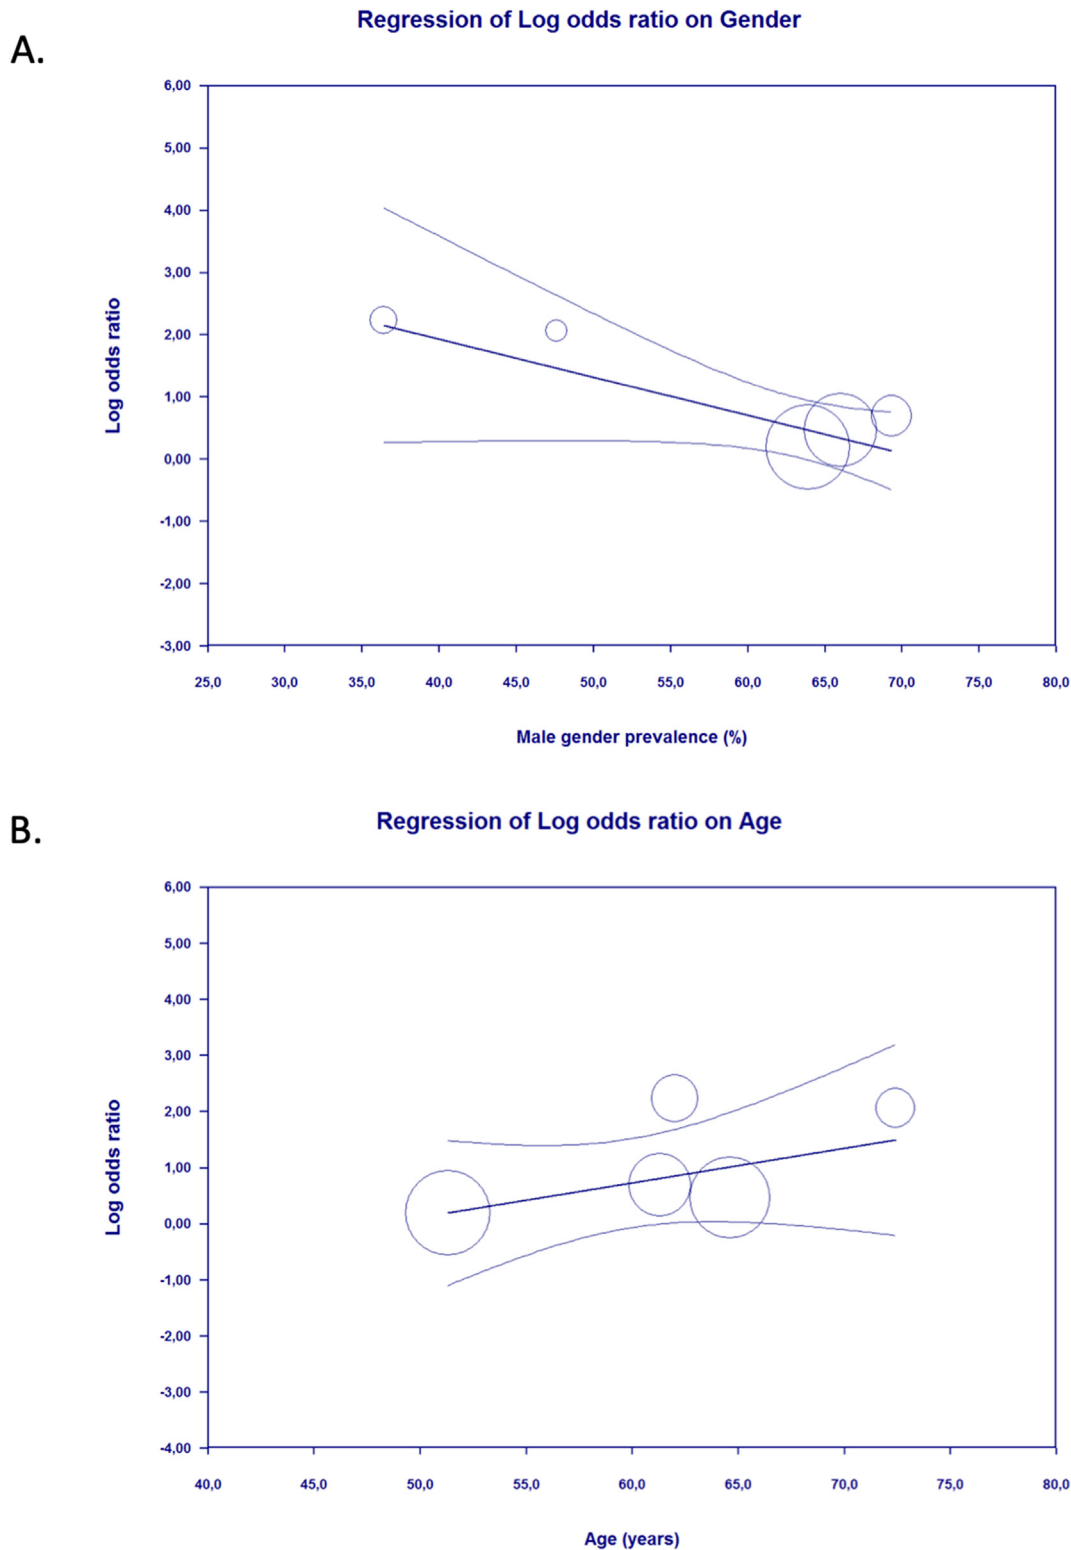 Regression of Log odds ratio on Gender
A.
6,00
5,00
4,00
3,00
2,00
1,00
0,00
-1,00
-2,00
-3,00
Log odds ratio
25,0 30,0 35,0 40,0 45,0 50,0 55,0 60,0 65,0 70,0 75,0 80,0
Male gender prevalence (%)
Regression of Log odds ratio on Age
B.
6,00
5,00
4,00
3,00
2,00
1,00
0,00
-1,00
-2,00
-3,00
-4,00
Log odds ratio
40,0 45,0 50,0 55,0 60,0 65,0 70,0 75,0 80,0
Age (years)